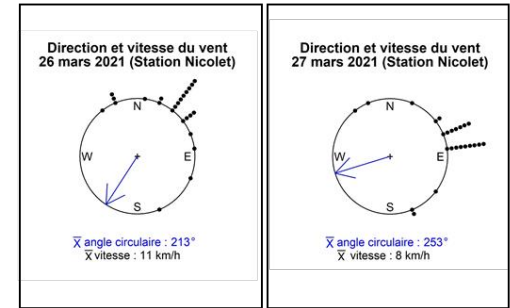 Direction et vitesse du vent
26 mars 2021 (Station Nicolet)
N
W
E
S
X̅ angle circulaire : 213°
X̅ vitesse : 11 km/h
Direction et vitesse du vent
27 mars 2021 (Station Nicolet)
N
W
E
S
X̅ angle circulaire : 253°
X̅ vitesse : 8 km/h